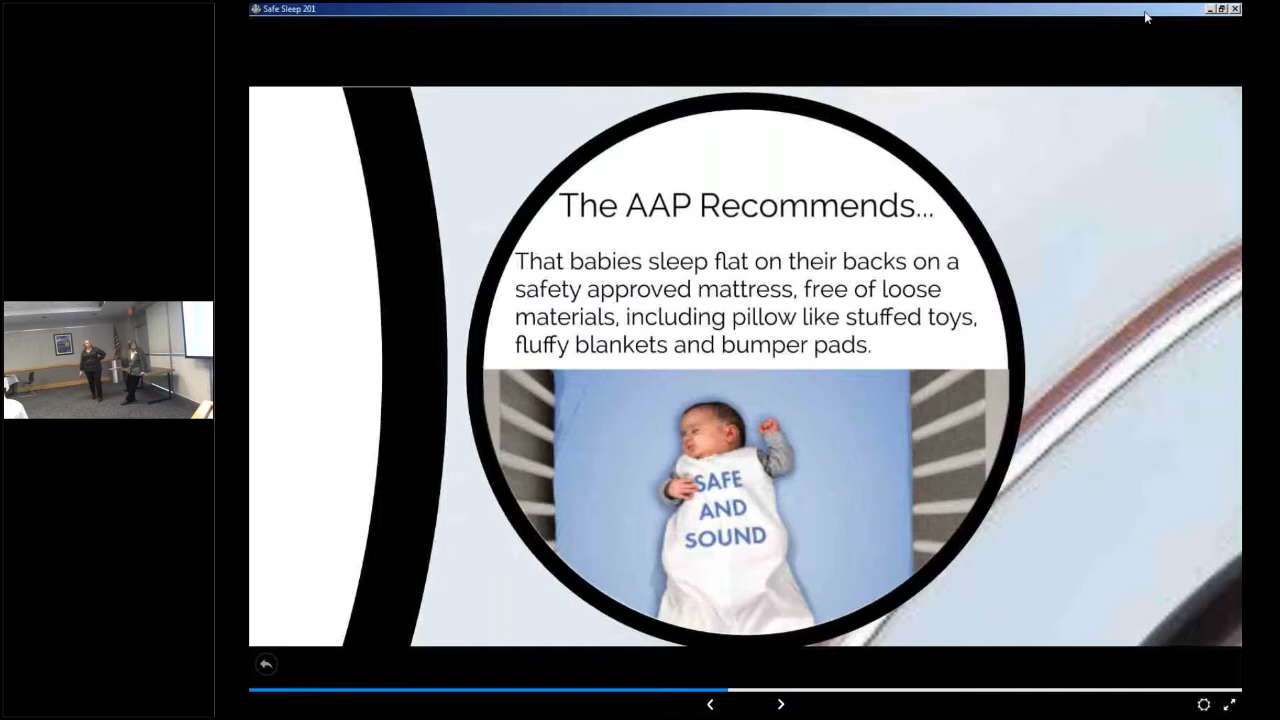 Safe Sleep 201
The AAP Recommends...
That babies sleep flat on their backs on a
safety approved mattress, free of loose
materials, including pillow like stuffed toys,
fluffy blankets and bumper pads.
SAFE
AND
SOUND